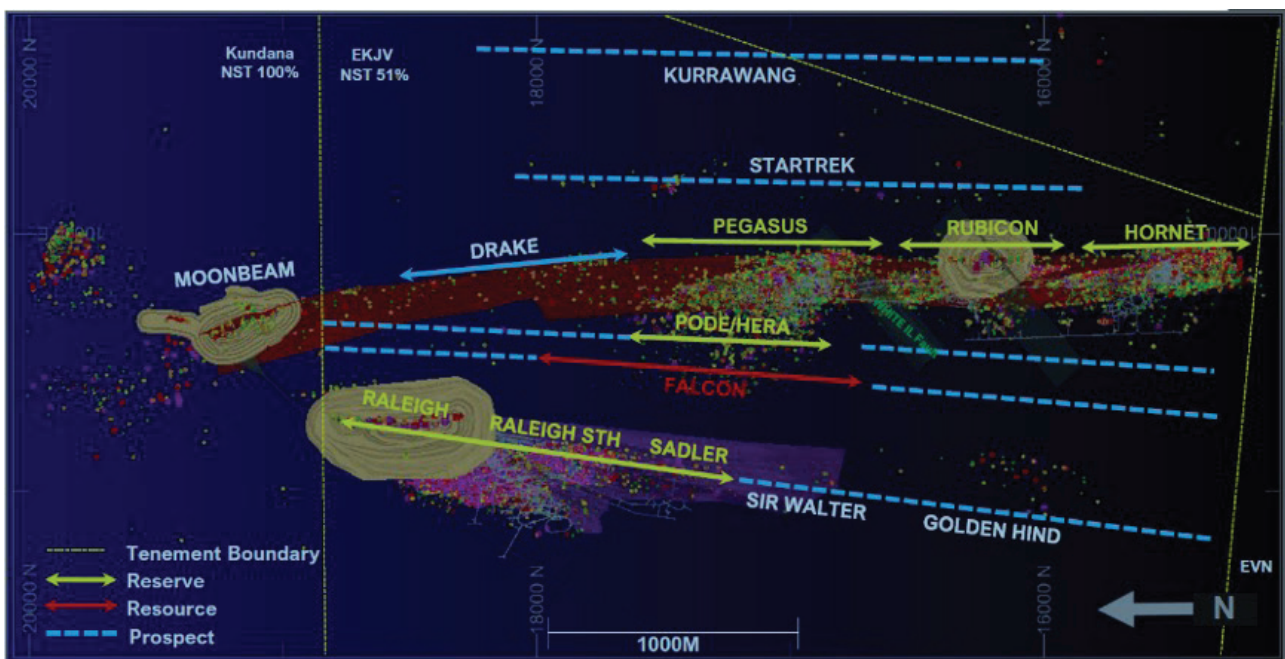 Kundana
NST 100%
EKJV
NST 51%
20000 N
18000 N
16000 N
KURRAWANG
STARTREK
PEGASUS
RUBICON
HORNET
DRAKE
MOONBEAM
PODE/HERA
FALCON
RALEIGH
RALEIGH STH
SADLER
SIR WALTER
GOLDEN HIND
Tenement Boundary
Reserve
Resource
Prospect
20000 N
18000 N
1000M
16000 N
EVN
N